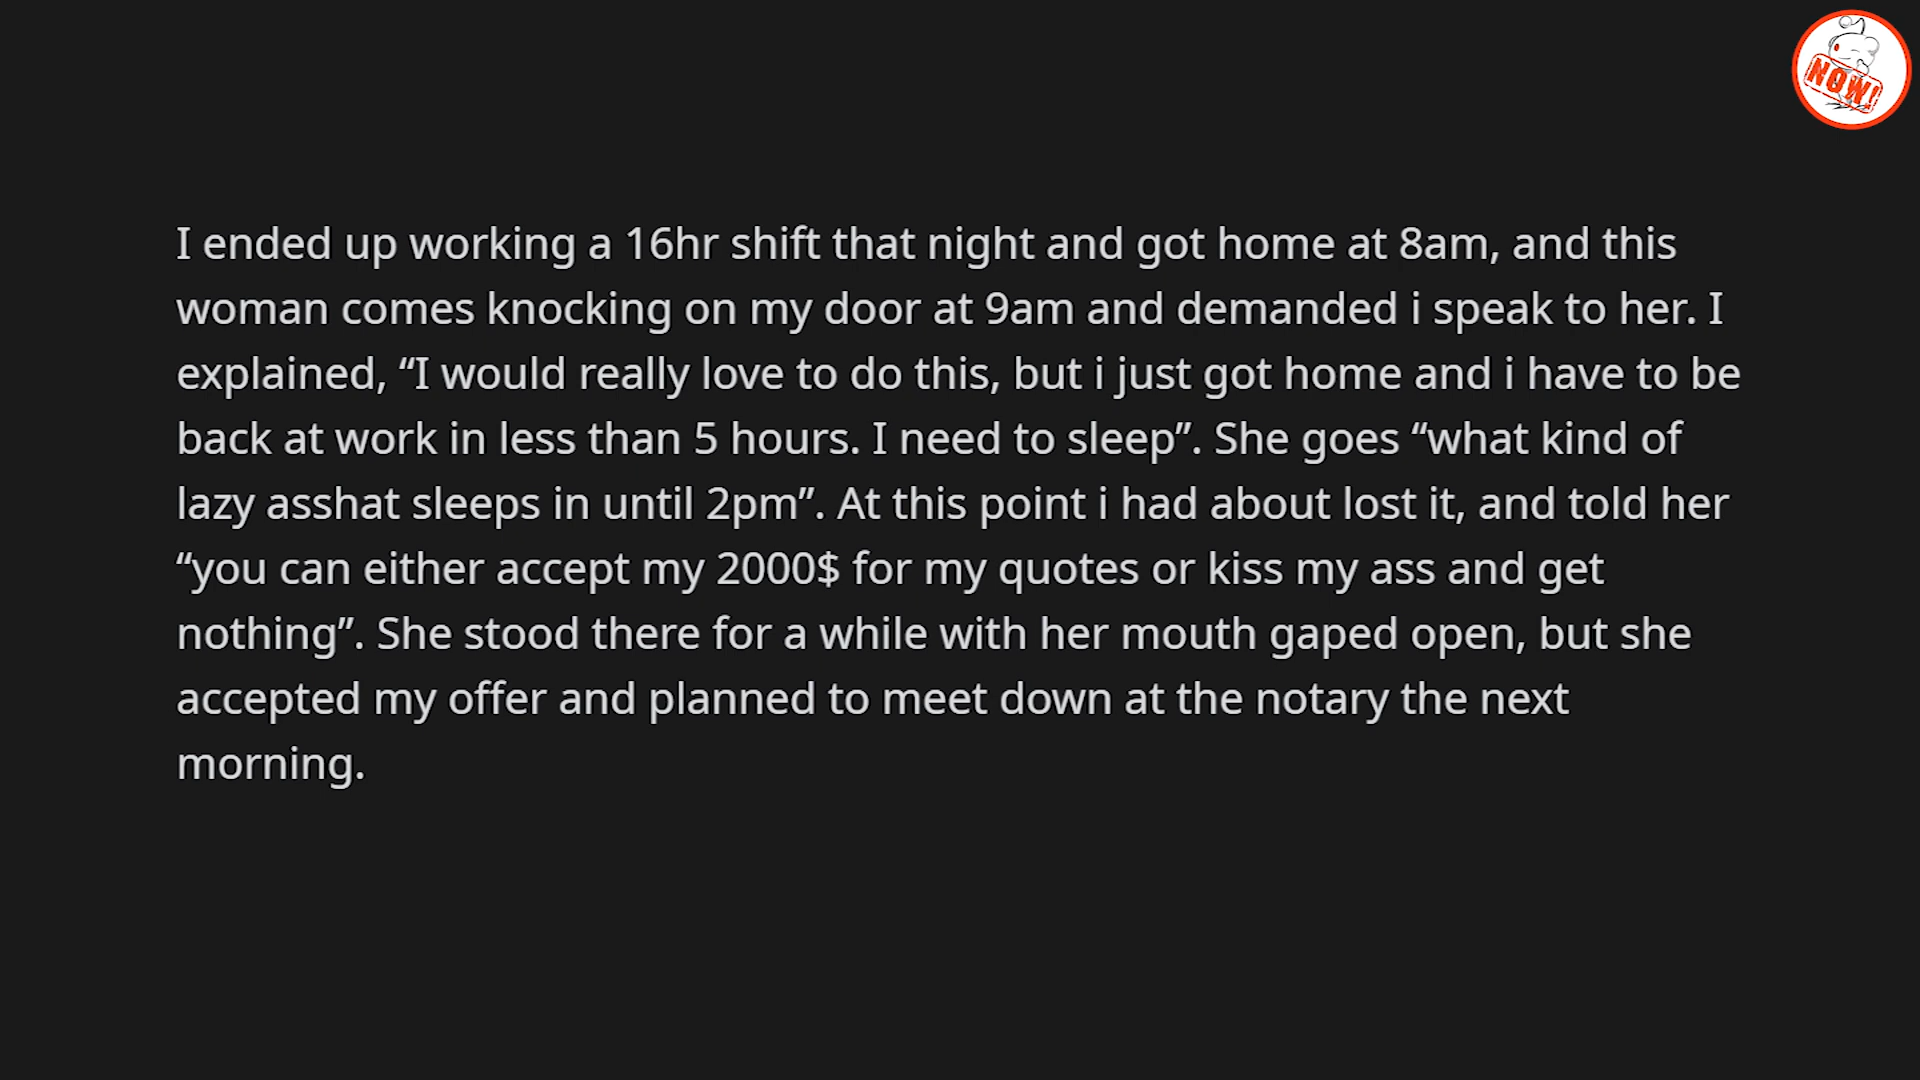 NOW!
I ended up working a 16hr shift that night and got home at 8am, and this
woman comes knocking on my door at 9am and demanded i speak to her. I
explained, “I would really love to do this, but i just got home and i have to be
back at work in less than 5 hours. I need to sleep”. She goes “what kind of
lazy asshat sleeps in until 2pm”. At this point i had about lost it, and told her
“you can either accept my 2000$ for my quotes or kiss my ass and get
nothing”. She stood there for a while with her mouth gaped open, but she
accepted my offer and planned to meet down at the notary the next
morning.